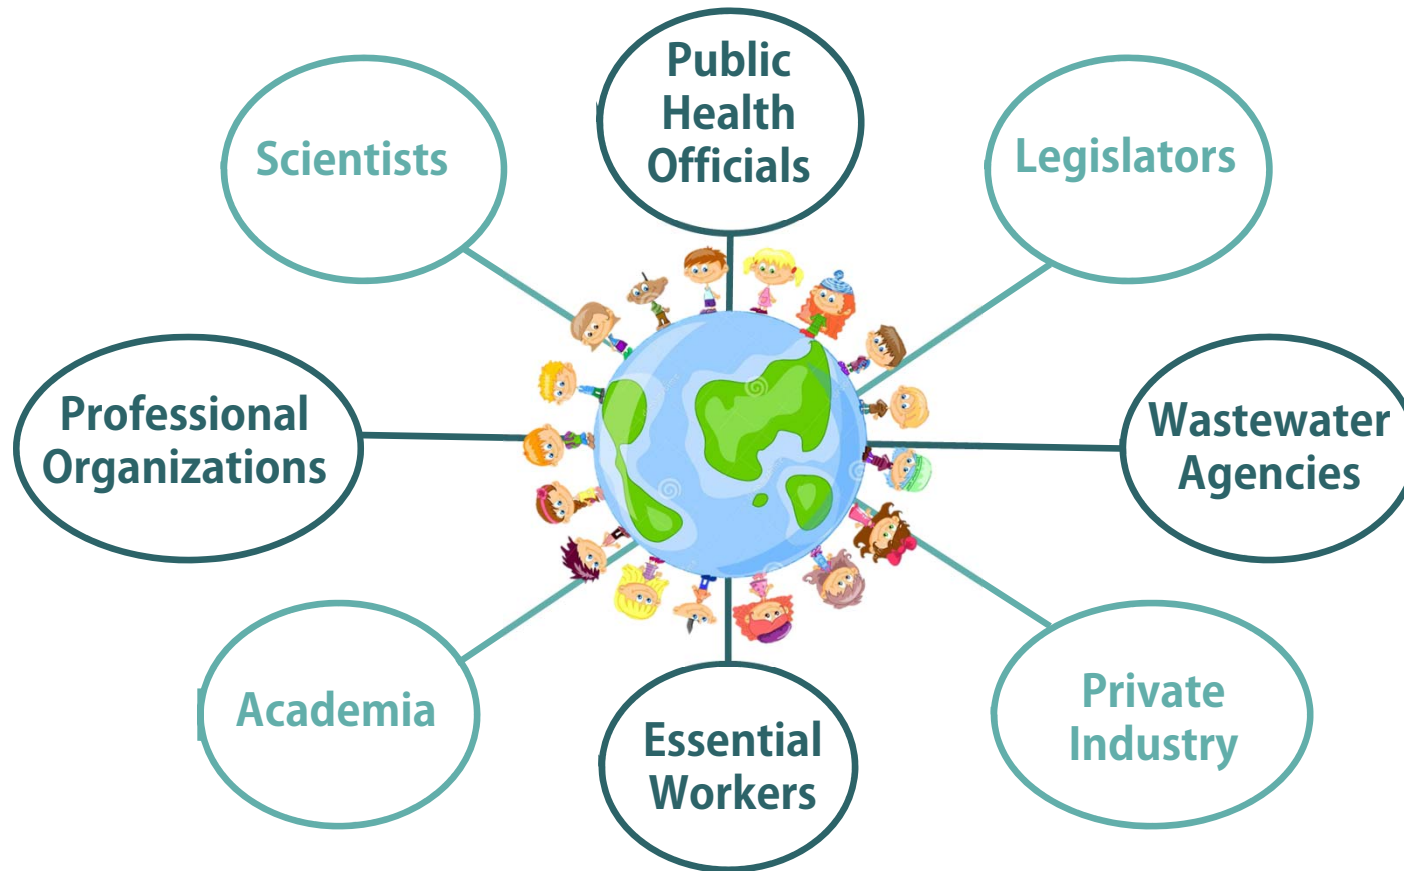 Public
Health
Officials
Scientists
Legislators
Professional
Organizations
Wastewater
Agencies
Academia
Private
Industry
Essential
Workers